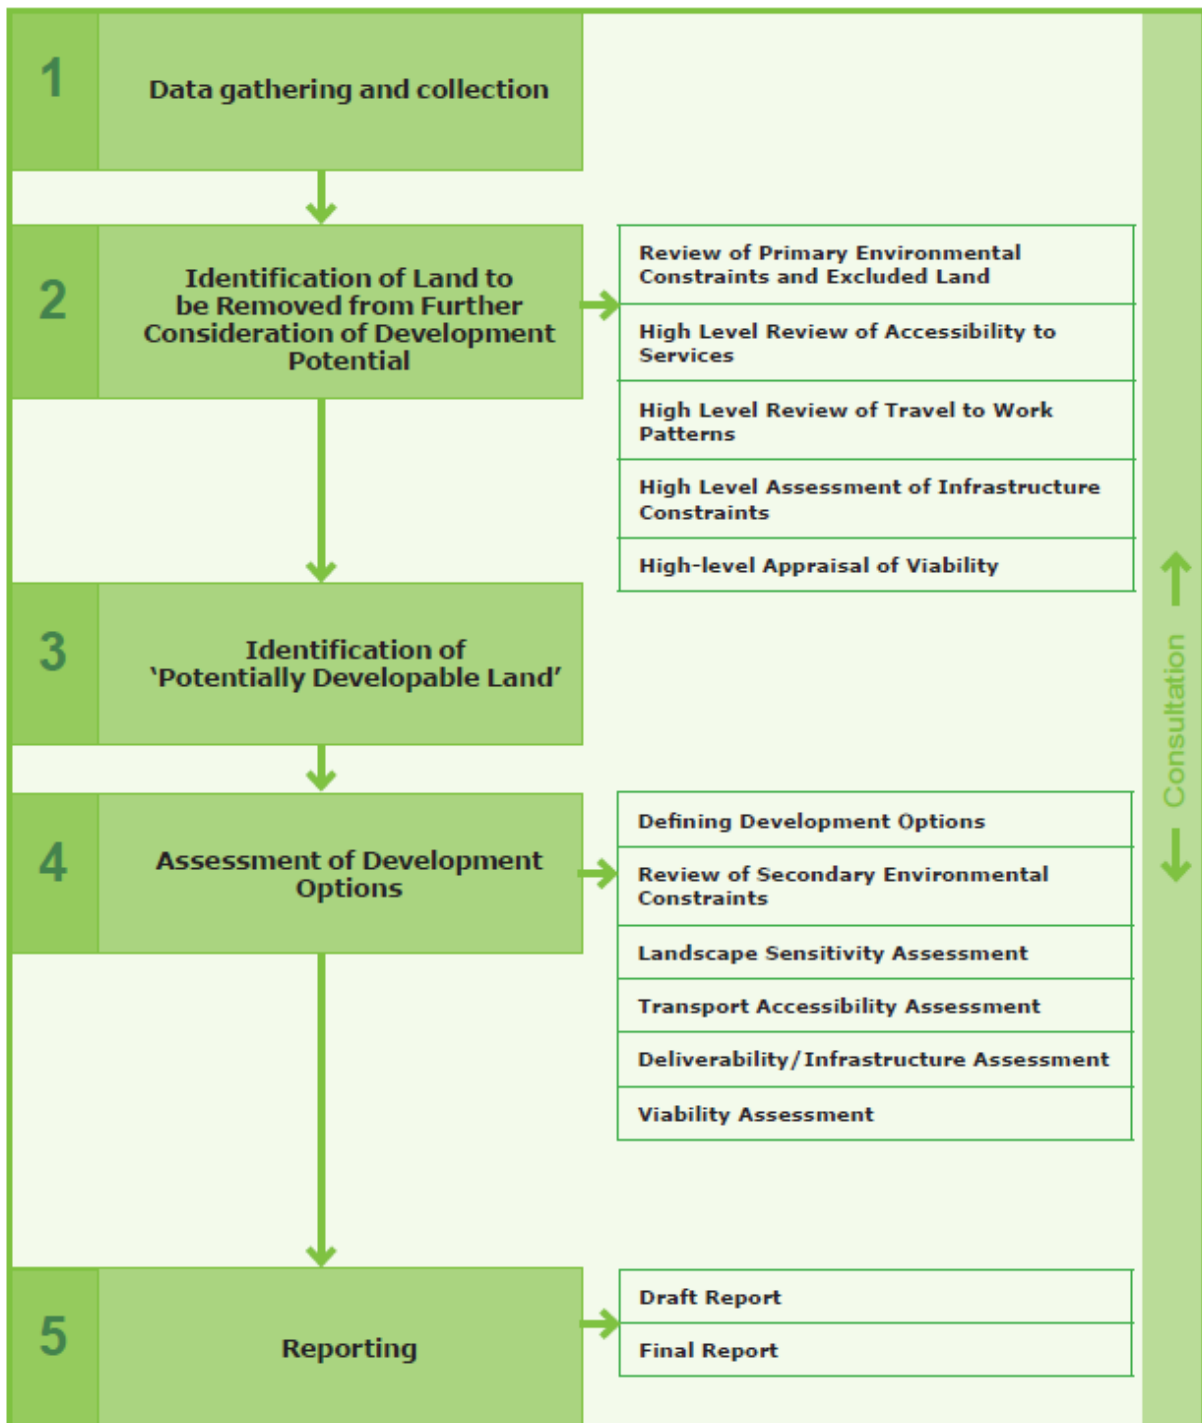 1
Data gathering and collection
2
Identification of Land to
be Removed from Further
Consideration of Development
Potential
Review of Primary Environmental
Constraints and Excluded Land
High Level Review of Accessibility to
Services
High Level Review of Travel to Work
Patterns
High Level Assessment of Infrastructure
Constraints
High-level Appraisal of Viability
3
Identification of
‘Potentially Developable Land’
4
Assessment of Development
Options
Defining Development Options
Review of Secondary Environmental
Constraints
Landscape Sensitivity Assessment
Transport Accessibility Assessment
Deliverability/Infrastructure Assessment
Viability Assessment
5
Reporting
Draft Report
Final Report
Consultation